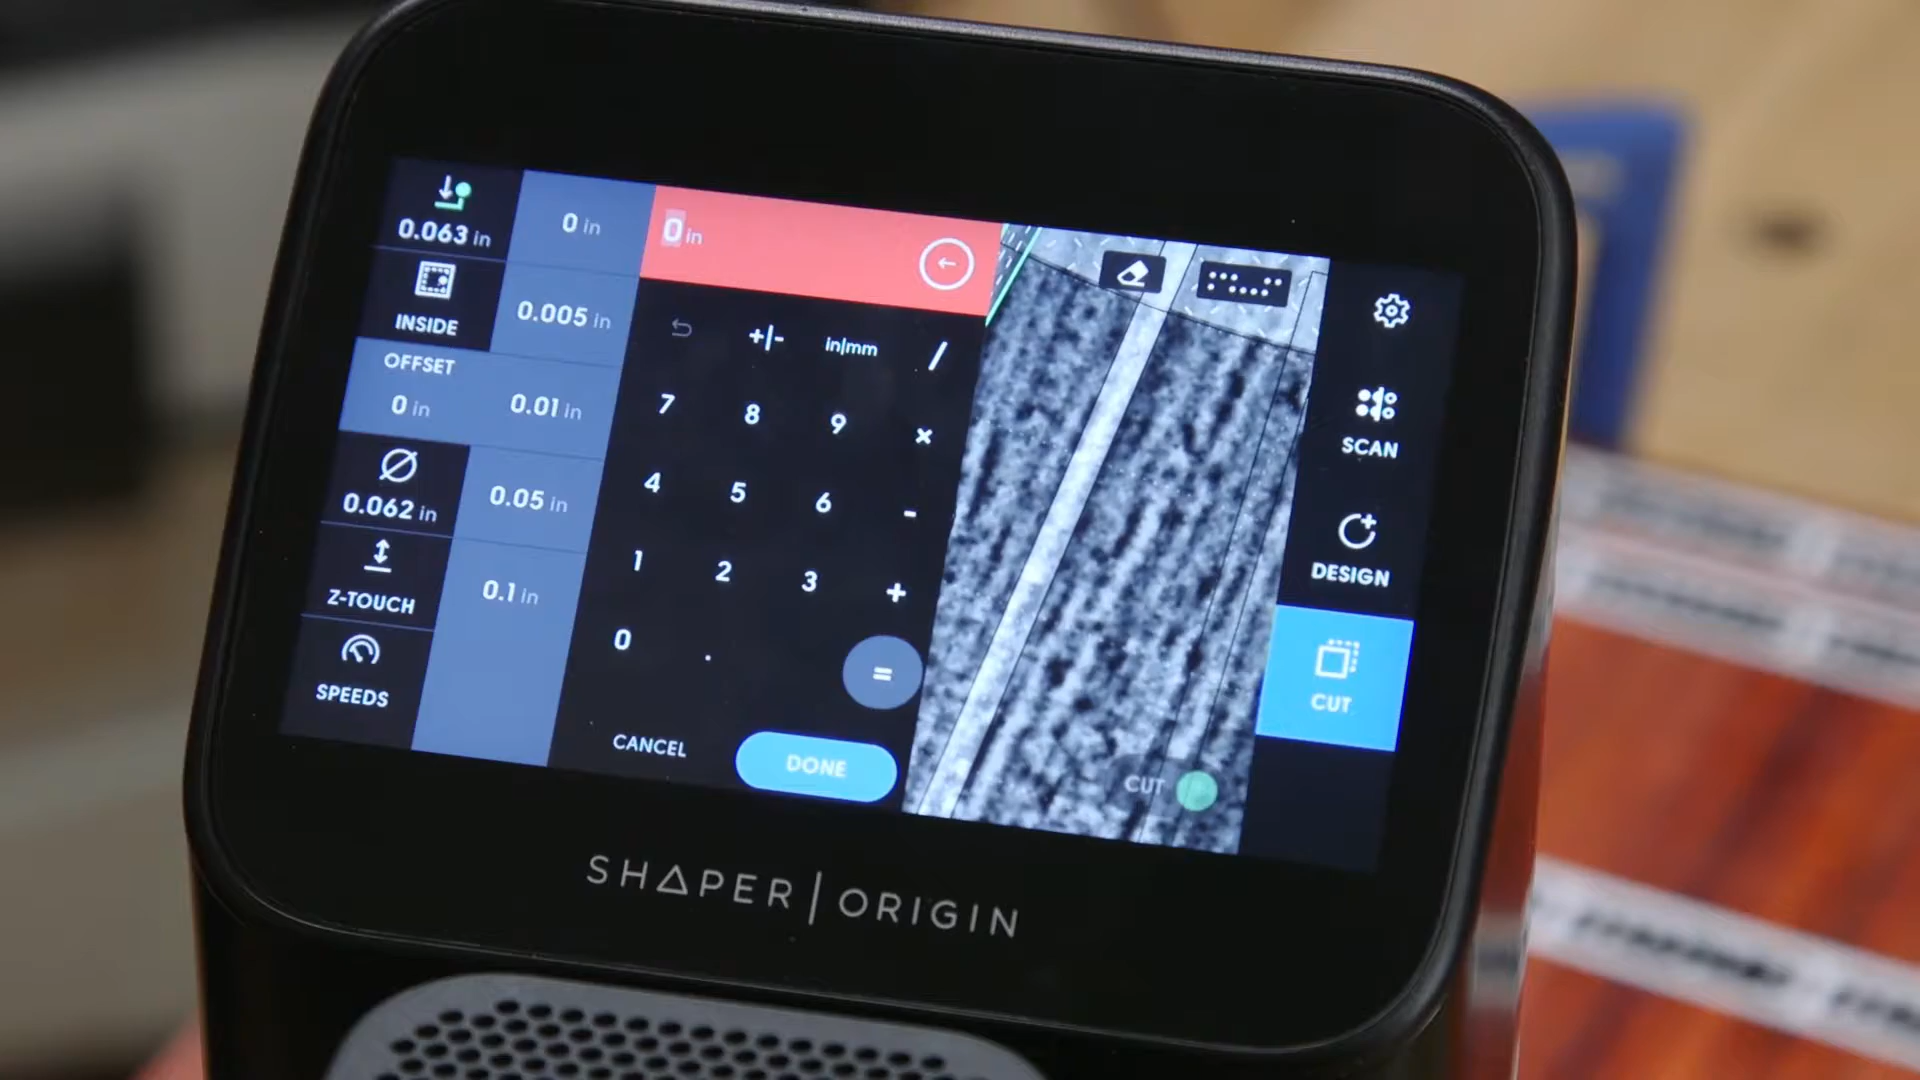 0.063 in
INSIDE
OFFSET
0 in
0.062 in
Z-TOUCH
SPEEDS
0 in
0.005 in
0.01 in
0.05 in
0.1 in
0 in
+/- in|mm /
7 8 9 ×
4 5 6 -
1 2 3 +
0 . =
CANCEL DONE
CUT
SCAN
DESIGN
CUT
SHAPER | ORIGIN